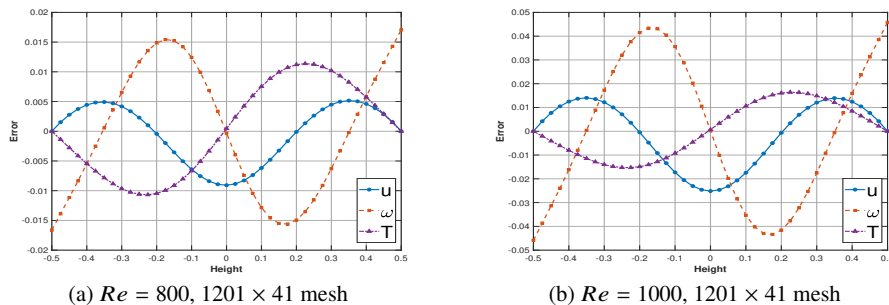 0.02
0.015
0.01
0.005
0
-0.005
-0.01
-0.015
-0.02
Error
-0.5 -0.4 -0.3 -0.2 -0.1 0 0.1 0.2 0.3 0.4 0.5
Height
u
ω
T
(a) Re = 800, 1201 × 41 mesh
0.05
0.04
0.03
0.02
0.01
0
-0.01
-0.02
-0.03
-0.04
-0.05
Error
-0.5 -0.4 -0.3 -0.2 -0.1 0 0.1 0.2 0.3 0.4
Height
u
ω
T
(b) Re = 1000, 1201 × 41 mesh